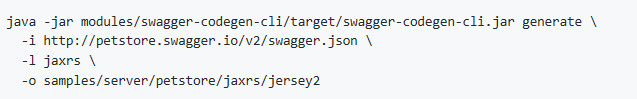 java -jar modules/swagger-codegen-cli/target/swagger-codegen-cli.jar generate \
  -i http://petstore.swagger.io/v2/swagger.json \
  -l jaxrs \
  -o samples/server/petstore/jaxrs/jersey2